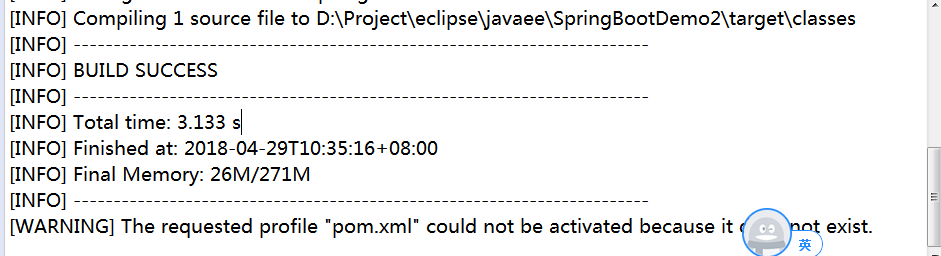 [INFO] Compiling 1 source file to D:\Project\eclipse\javaee\SpringBootDemo2\target\classes
[INFO] ------------------------------------------------------------------------
[INFO] BUILD SUCCESS
[INFO] ------------------------------------------------------------------------
[INFO] Total time: 3.133 s
[INFO] Finished at: 2018-04-29T10:35:16+08:00
[INFO] Final Memory: 26M/271M
[INFO] ------------------------------------------------------------------------
[WARNING] The requested profile "pom.xml" could not be activated because it not exist.
英